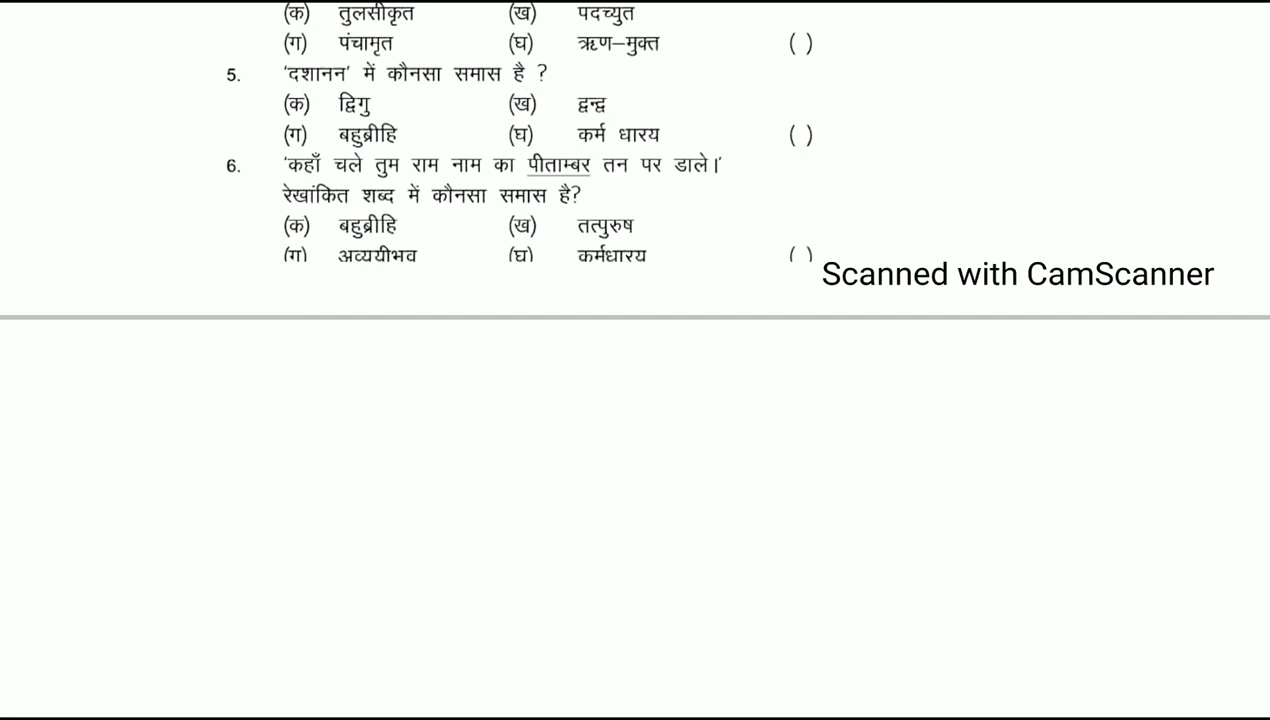 (क) तुलसीकृत (ख) पदच्युत
(ग) पंचामृत (घ) ऋण–मुक्त ( )
5. ‘दशानन’ में कौनसा समास है ?
(क) द्विगु (ख) द्वन्द्व
(ग) बहुब्रीहि (घ) कर्म धारय ( )
6. ‘कहाँ चले तुम राम नाम का पीताम्बर तन पर डाले।‘
रेखांकित शब्द में कौनसा समास है?
(क) बहुब्रीहि (ख) तत्पुरुष
(ग) अव्ययीभव (घ) कर्मधारय ( )
Scanned with CamScanner